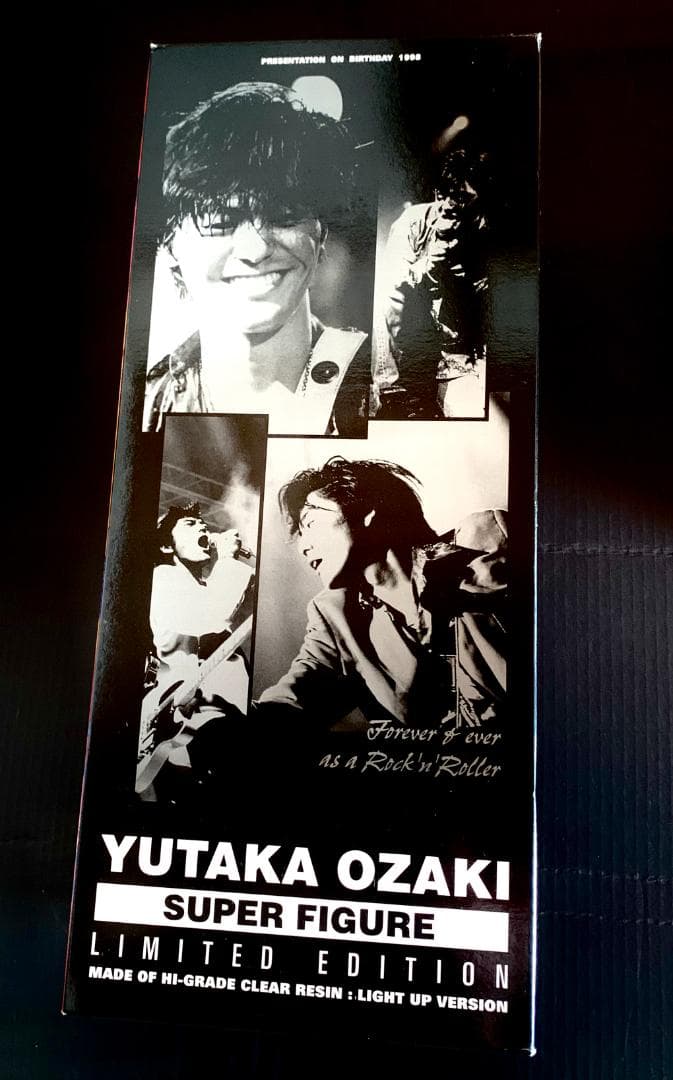 PRESENTATION ON BIRTHDAY 1998
Forever & ever
as a Rock'n'Roller
YUTAKA OZAKI
SUPER FIGURE
LIMITED EDITION
MADE OF HI-GRADE CLEAR RESIN : LIGHT UP VERSION